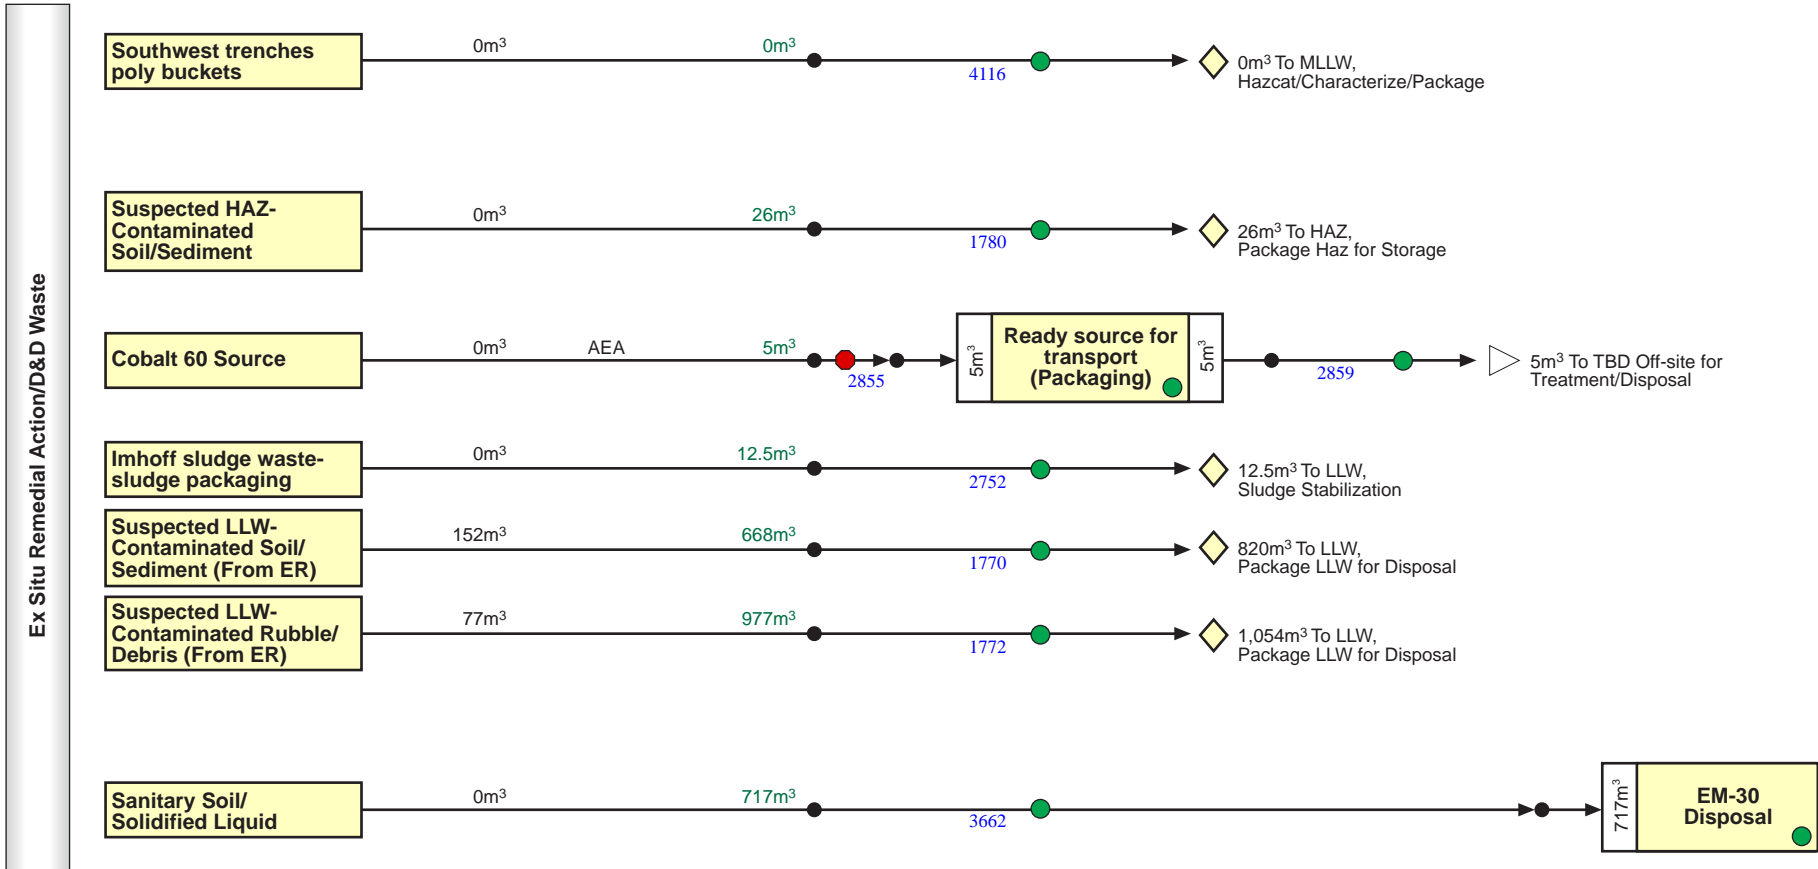 Ex Situ Remedial Action/D&D Waste
Southwest trenches
poly buckets
0m³
0m³
4116
0m³ To MLLW,
Hazcat/Characterize/Package
Suspected HAZ-
Contaminated
Soil/Sediment
0m³
26m³
1780
26m³ To HAZ,
Package Haz for Storage
Cobalt 60 Source
0m³
AEA
5m³
2855
5m³
Ready source for
transport
(Packaging)
5m³
2859
5m³ To TBD Off-site for
Treatment/Disposal
Imhoff sludge waste-
sludge packaging
0m³
12.5m³
2752
12.5m³ To LLW,
Sludge Stabilization
Suspected LLW-
Contaminated Soil/
Sediment (From ER)
152m³
668m³
1770
820m³ To LLW,
Package LLW for Disposal
Suspected LLW-
Contaminated Rubble/
Debris (From ER)
77m³
977m³
1772
1,054m³ To LLW,
Package LLW for Disposal
Sanitary Soil/
Solidified Liquid
0m³
717m³
3662
717m³
EM-30
Disposal